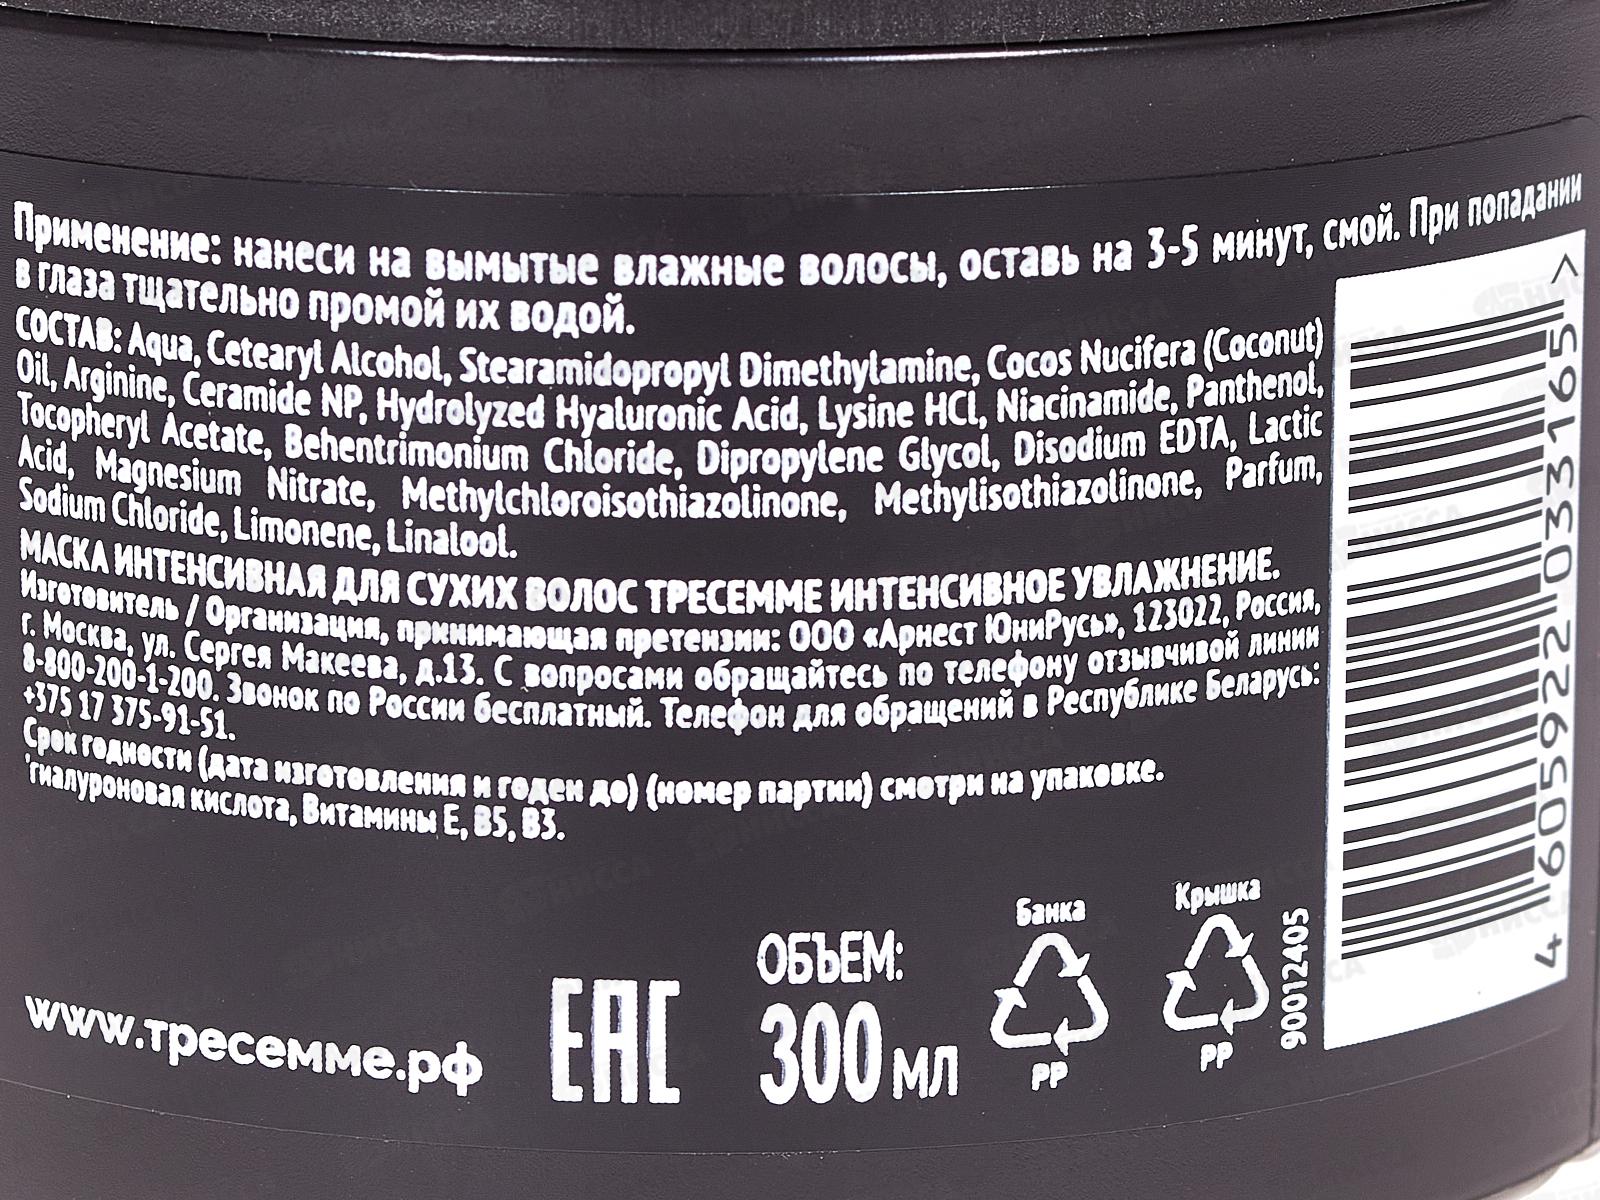 Применение: нанеси на вымытые влажные волосы, оставь на 3-5 минут, смой. При попадании
в глаза тщательно промой их водой.
СОСТАВ: Aqua, Cetearyl Alcohol, Stearamidopropyl Dimethylamine, Cocos Nucifera (Coconut)
Oil, Arginine, Ceramide NP, Hydrolyzed Hyaluronic Acid, Lysine HCl, Niacinamide, Panthenol,
Tocopheryl Acetate, Behentrimonium Chloride, Dipropylene Glycol, Disodium EDTA, Lactic
Acid, Magnesium Nitrate, Methylchloroisothiazolinone, Methylisothiazolinone, Parfum,
Sodium Chloride, Limonene, Linalool.
МАСКА ИНТЕНСИВНАЯ ДЛЯ СУХИХ ВОЛОС ТРЕСЕММЕ ИНТЕНСИВНОЕ УВЛАЖНЕНИЕ.
Изготовитель / Организация, принимающая претензии: ООО «Арнест ЮниРусь», 123022, Россия,
г. Москва, ул. Сергея Макеева, д.13. С вопросами обращайтесь по телефону отзывчивой линии
8-800-200-1-200. Звонок по России бесплатный. Телефон для обращений в Республике Беларусь:
+375 17 375-91-51.
Срок годности (дата изготовления и годен до) (номер партии) смотри на упаковке.
'гиалуроновая кислота, Витамины Е, В5, В3.
www.тресемме.рф
EAC
ОБЪЕМ:
300 МЛ
Банка
PP
Крышка
PP
90012405
4 605922 033165 >